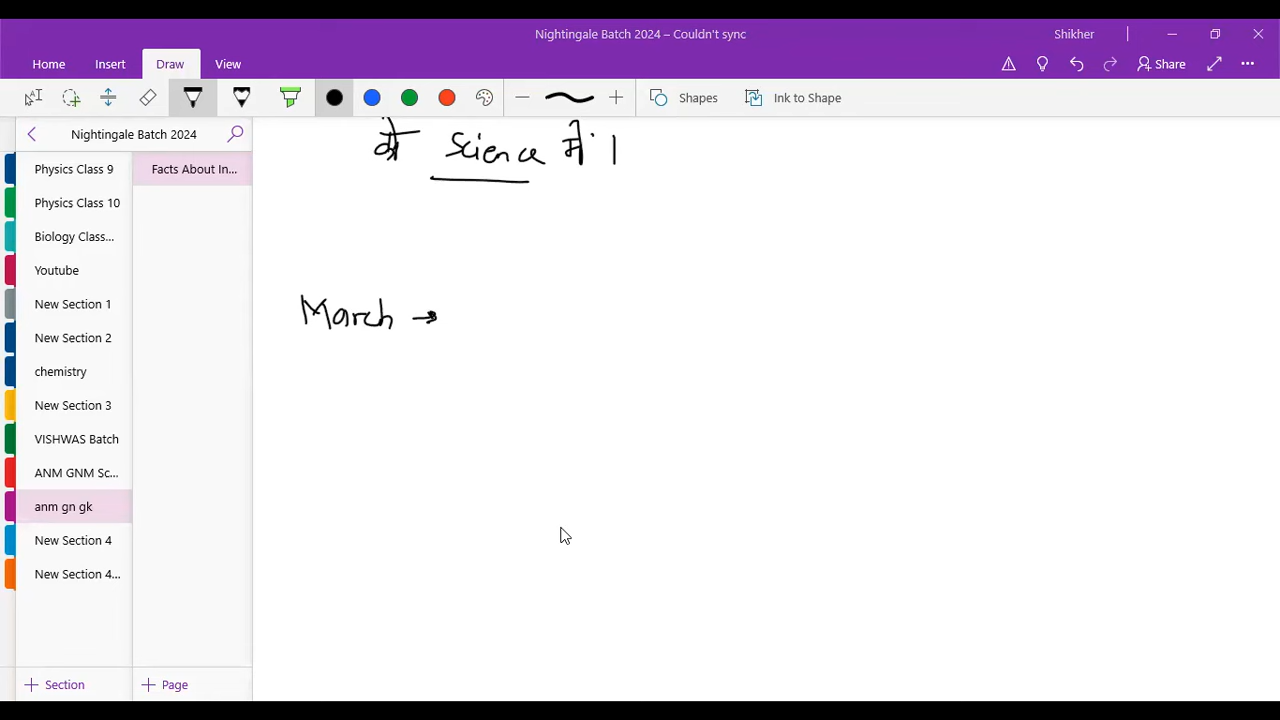 Nightingale Batch 2024 – Couldn't sync
Shikher
Home Insert Draw View
Share
Shapes
Ink to Shape
Nightingale Batch 2024
Physics Class 9
Facts About In...
Physics Class 10
Biology Class...
Youtube
New Section 1
New Section 2
chemistry
New Section 3
VISHWAS Batch
ANM GNM Sc...
anm gn gk
New Section 4
New Section 4...
+ Section
+ Page
Science में।
March →